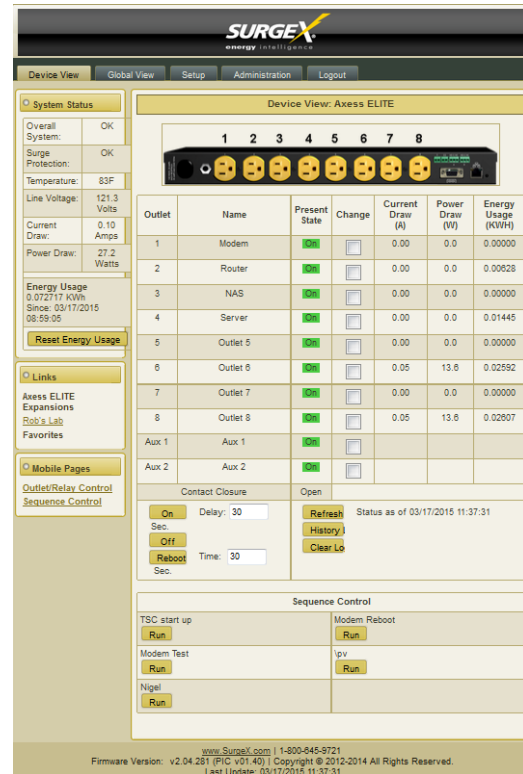 SURGEX
energy intelligence
Device View Global View Setup Administration Logout
System Status
Overall System: OK
Surge Protection: OK
Temperature: 83F
Line Voltage: 121.3 Volts
Current Draw: 0.10 Amps
Power Draw: 27.2 Watts
Energy Usage
0.072717 KWh
Since: 03/17/2015
08:59:05
Reset Energy Usage
Links
Axess ELITE
Expansions
Rob's Lab
Favorites
Mobile Pages
Outlet/Relay Control
Sequence Control
Device View: Axess ELITE
1 2 3 4 5 6 7 8
Outlet Name Present State Change Current Draw (A) Power Draw (W) Energy Usage (KWH)
1 Modem On 0.00 0.0 0.00000
2 Router On 0.00 0.0 0.00628
3 NAS On 0.00 0.0 0.00000
4 Server On 0.00 0.0 0.01445
5 Outlet 5 On 0.00 0.0 0.00000
6 Outlet 6 On 0.05 13.6 0.02592
7 Outlet 7 On 0.00 0.0 0.00000
8 Outlet 8 On 0.05 13.6 0.02607
Aux 1 Aux 1 On
Aux 2 Aux 2 On
Contact Closure Open
On Delay: 30
Sec.
Off
Reboot Time: 30
Sec.
Refresh Status as of 03/17/2015 11:37:31
History
Clear Lo
Sequence Control
TSC start up Modem Reboot
Run Run
Modem Test \pv
Run Run
Nigel
Run
www.SurgeX.com | 1-800-645-9721
Firmware Version: v2.04.281 (PIC v01.40) | Copyright © 2012-2014 All Rights Reserved.
Last Update: 03/17/2015 11:37:31